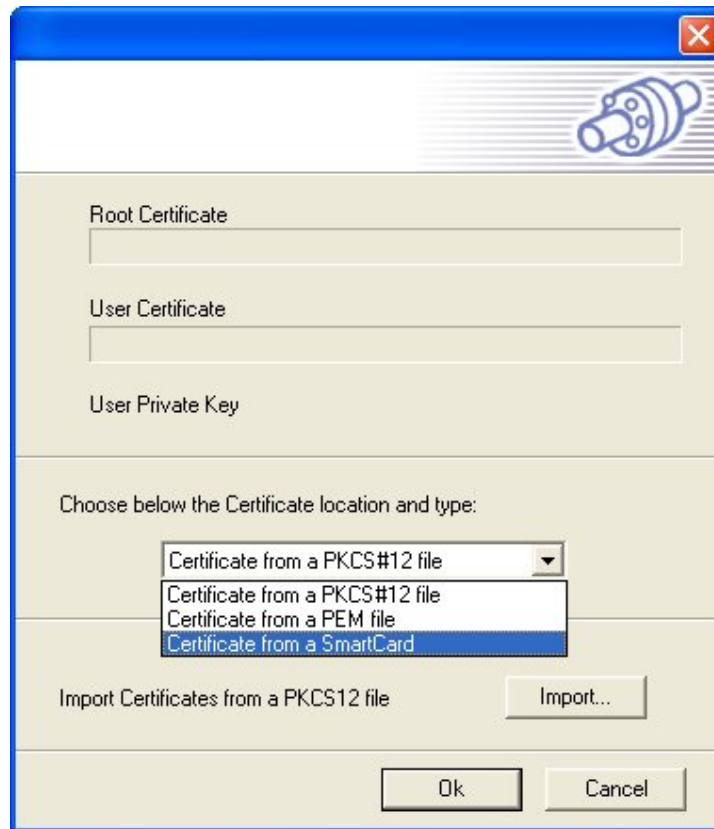 Root Certificate
User Certificate
User Private Key
Choose below the Certificate location and type:
Certificate from a PKCS#12 file
Certificate from a PKCS#12 file
Certificate from a PEM file
Certificate from a SmartCard
Import Certificates from a PKCS12 file Import...
Ok Cancel